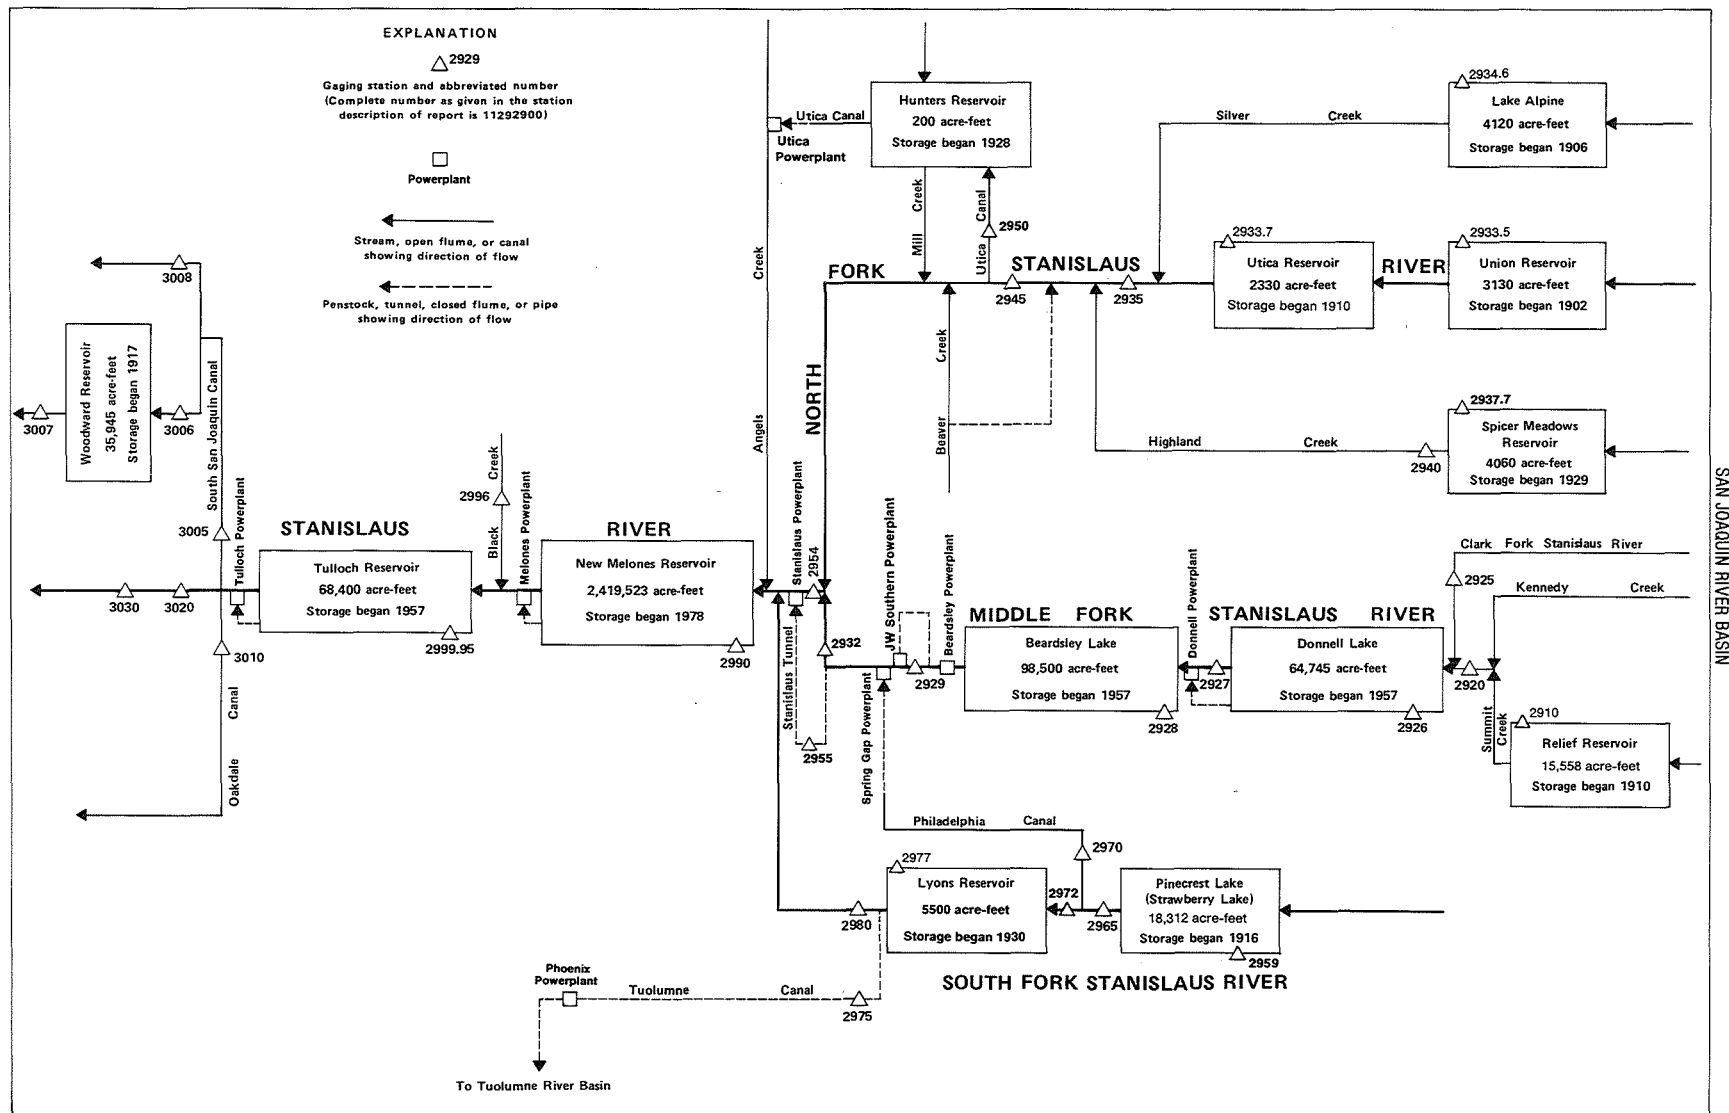 EXPLANATION
2929
Gaging station and abbreviated number
(Complete number as given in the station
description of report is 11292900)
Powerplant
Stream, open flume, or canal
showing direction of flow
Penstock, tunnel, closed flume, or pipe
showing direction of flow
Hunters Reservoir
200 acre-feet
Storage began 1928
Utica Canal
Utica
Powerplant
Mill Creek
Utica Canal
2950
Silver Creek
2934.6
Lake Alpine
4120 acre-feet
Storage began 1906
2933.7
Utica Reservoir
2330 acre-feet
Storage began 1910
2933.5
Union Reservoir
3130 acre-feet
Storage began 1902
NORTH FORK STANISLAUS RIVER
2945
2935
Beaver Creek
Highland Creek
2940
2937.7
Spicer Meadows
Reservoir
4060 acre-feet
Storage began 1929
Angels Creek
3008
Woodward Reservoir
35,945 acre-feet
Storage began 1917
3007
3006
South San Joaquin Canal
3005
Tulloch Powerplant
STANISLAUS RIVER
Tulloch Reservoir
68,400 acre-feet
Storage began 1957
2999.95
3030
3020
3010
Oakdale Canal
2996
Black Creek
Melones Powerplant
New Melones Reservoir
2,419,523 acre-feet
Storage began 1978
2990
Stanislaus Powerplant
2954
2932
Stanislaus Tunnel
2955
JW Southern Powerplant
Beardsley Powerplant
2929
Spring Gap Powerplant
MIDDLE FORK STANISLAUS RIVER
Beardsley Lake
98,500 acre-feet
Storage began 1957
2928
Donnell Powerplant
2927
Donnell Lake
64,745 acre-feet
Storage began 1957
2926
Clark Fork Stanislaus River
2925
Kennedy Creek
2920
Summit
Creek
2910
Relief Reservoir
15,558 acre-feet
Storage began 1910
Philadelphia Canal
2970
2977
Lyons Reservoir
5500 acre-feet
Storage began 1930
2972
2965
2980
Pinecrest Lake
(Strawberry Lake)
18,312 acre-feet
Storage began 1916
2959
SOUTH FORK STANISLAUS RIVER
Phoenix
Powerplant
Tuolumne Canal
2975
To Tuolumne River Basin
SAN JOAQUIN RIVER BASIN